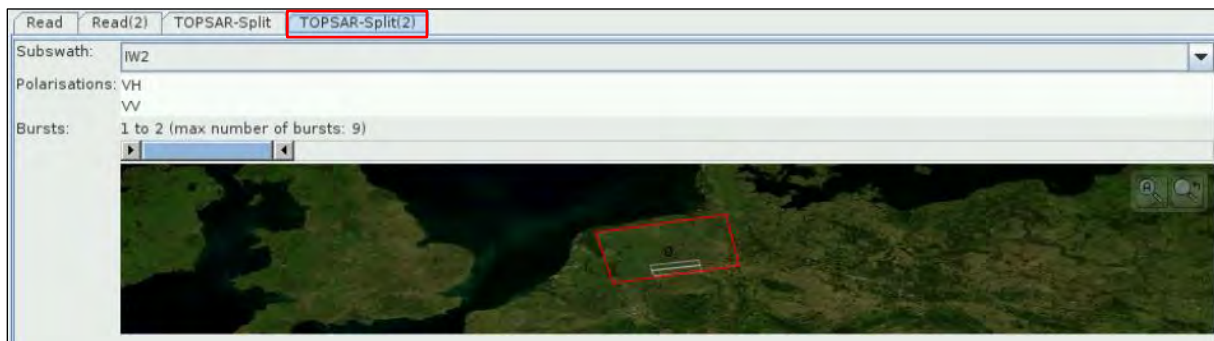 Read Read(2) TOPSAR-Split TOPSAR-Split(2)
Subswath: IW2
Polarisations: VH
VV
Bursts: 1 to 2 (max number of bursts: 9)
0